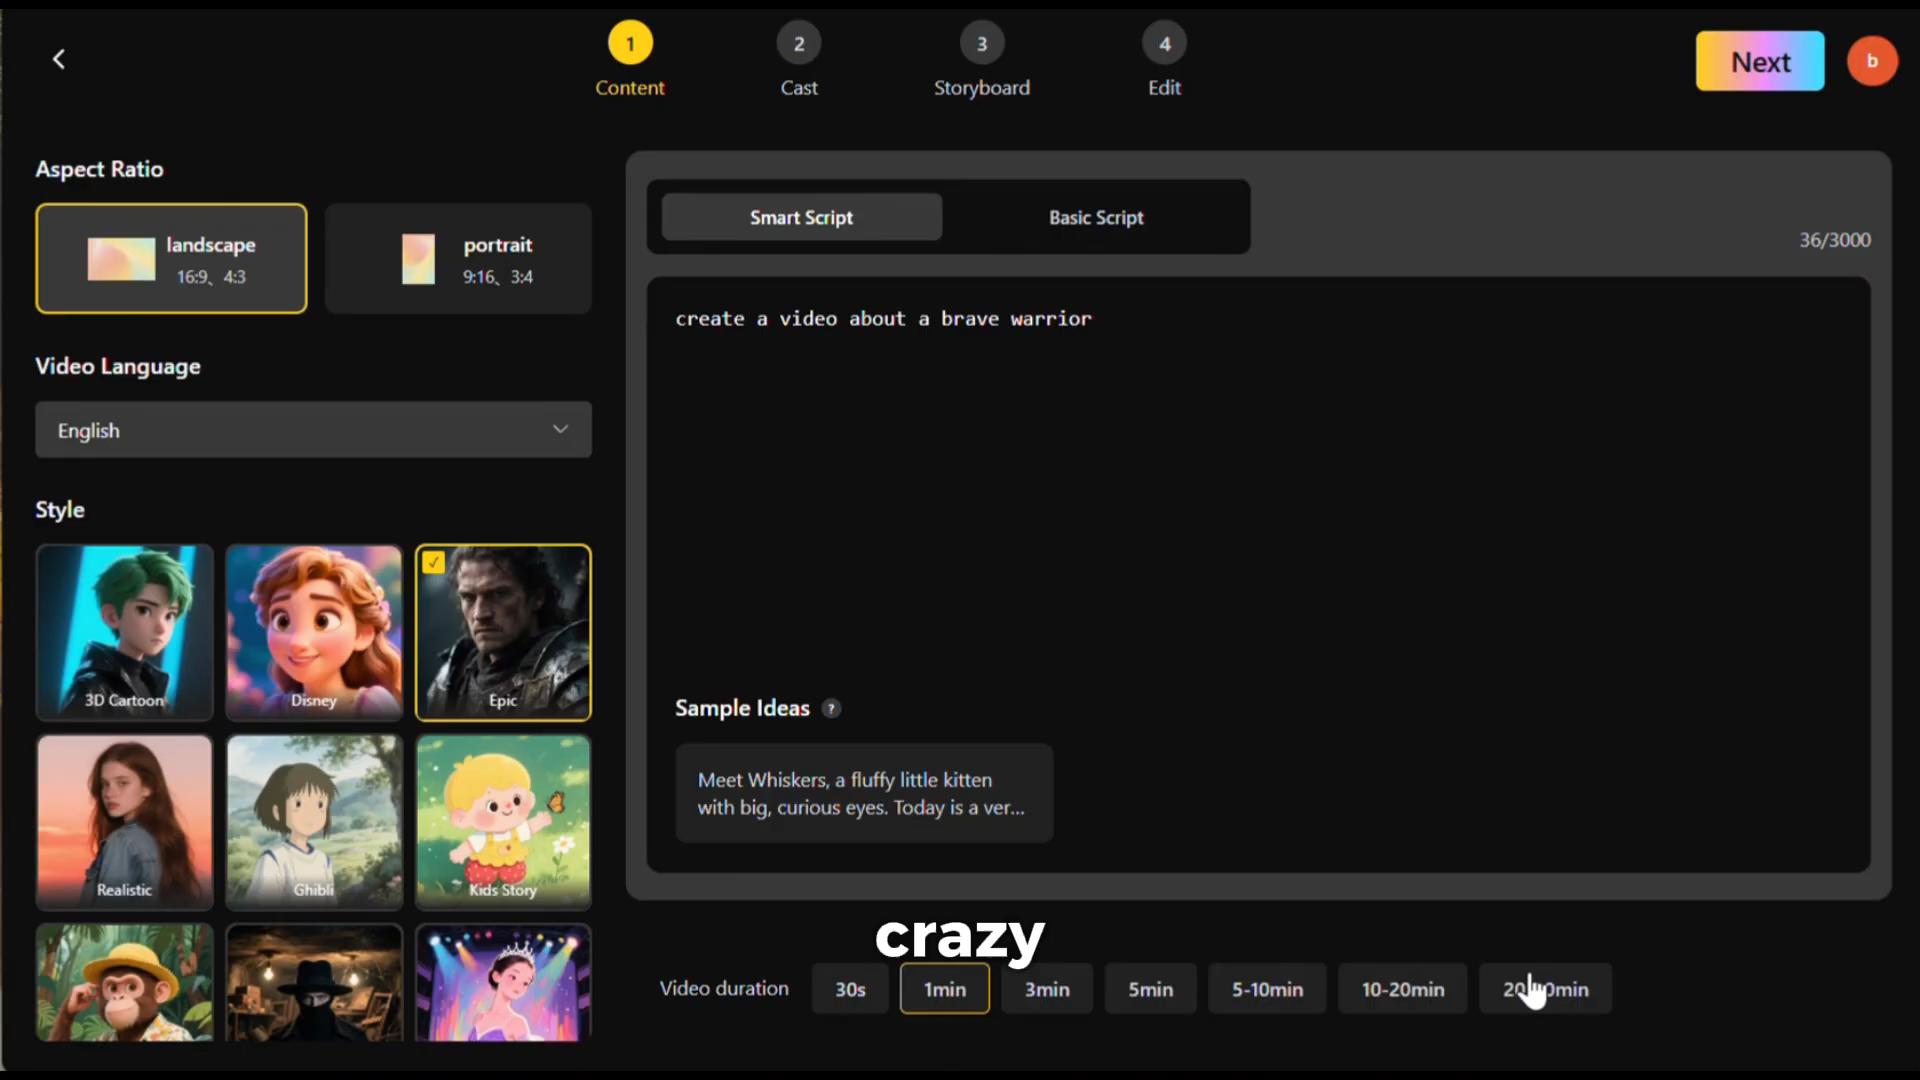 1
2
3
4
Content
Cast
Storyboard
Edit
Next
b
Aspect Ratio
landscape
16:9、4:3
portrait
9:16、3:4
Video Language
English
Style
3D Cartoon
Disney
Epic
Realistic
Ghibli
Kids Story
Smart Script
Basic Script
36/3000
create a video about a brave warrior
Sample Ideas ?
Meet Whiskers, a fluffy little kitten
with big, curious eyes. Today is a ver...
crazy
Video duration
30s
1min
3min
5min
5-10min
10-20min